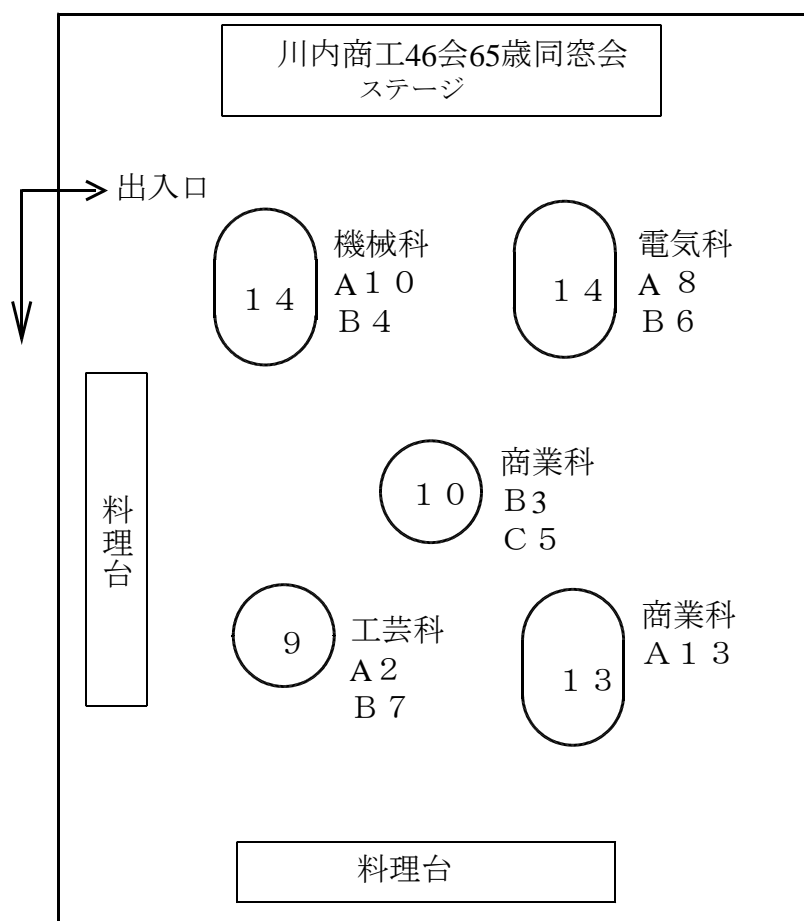 川内商工46会65歳同窓会
ステージ
出入口
１４
機械科
A１０
Ｂ４
１４
電気科
A ８
Ｂ６
１０
商業科
Ｂ3
Ｃ５
料理台
９
工芸科
A２
Ｂ７
１３
商業科
Ａ１３
料理台